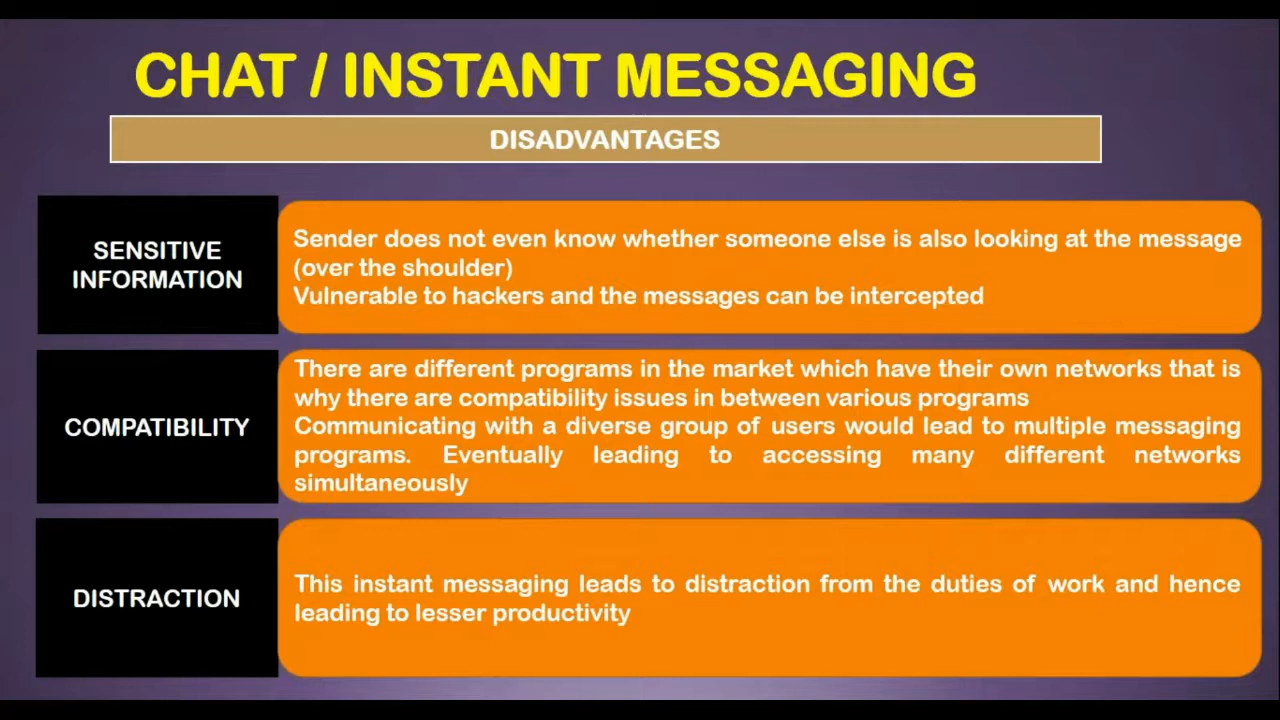 CHAT / INSTANT MESSAGING
DISADVANTAGES
SENSITIVE
INFORMATION
Sender does not even know whether someone else is also looking at the message
(over the shoulder)
Vulnerable to hackers and the messages can be intercepted
COMPATIBILITY
There are different programs in the market which have their own networks that is
why there are compatibility issues in between various programs
Communicating with a diverse group of users would lead to multiple messaging
programs. Eventually leading to accessing many different networks
simultaneously
DISTRACTION
This instant messaging leads to distraction from the duties of work and hence
leading to lesser productivity